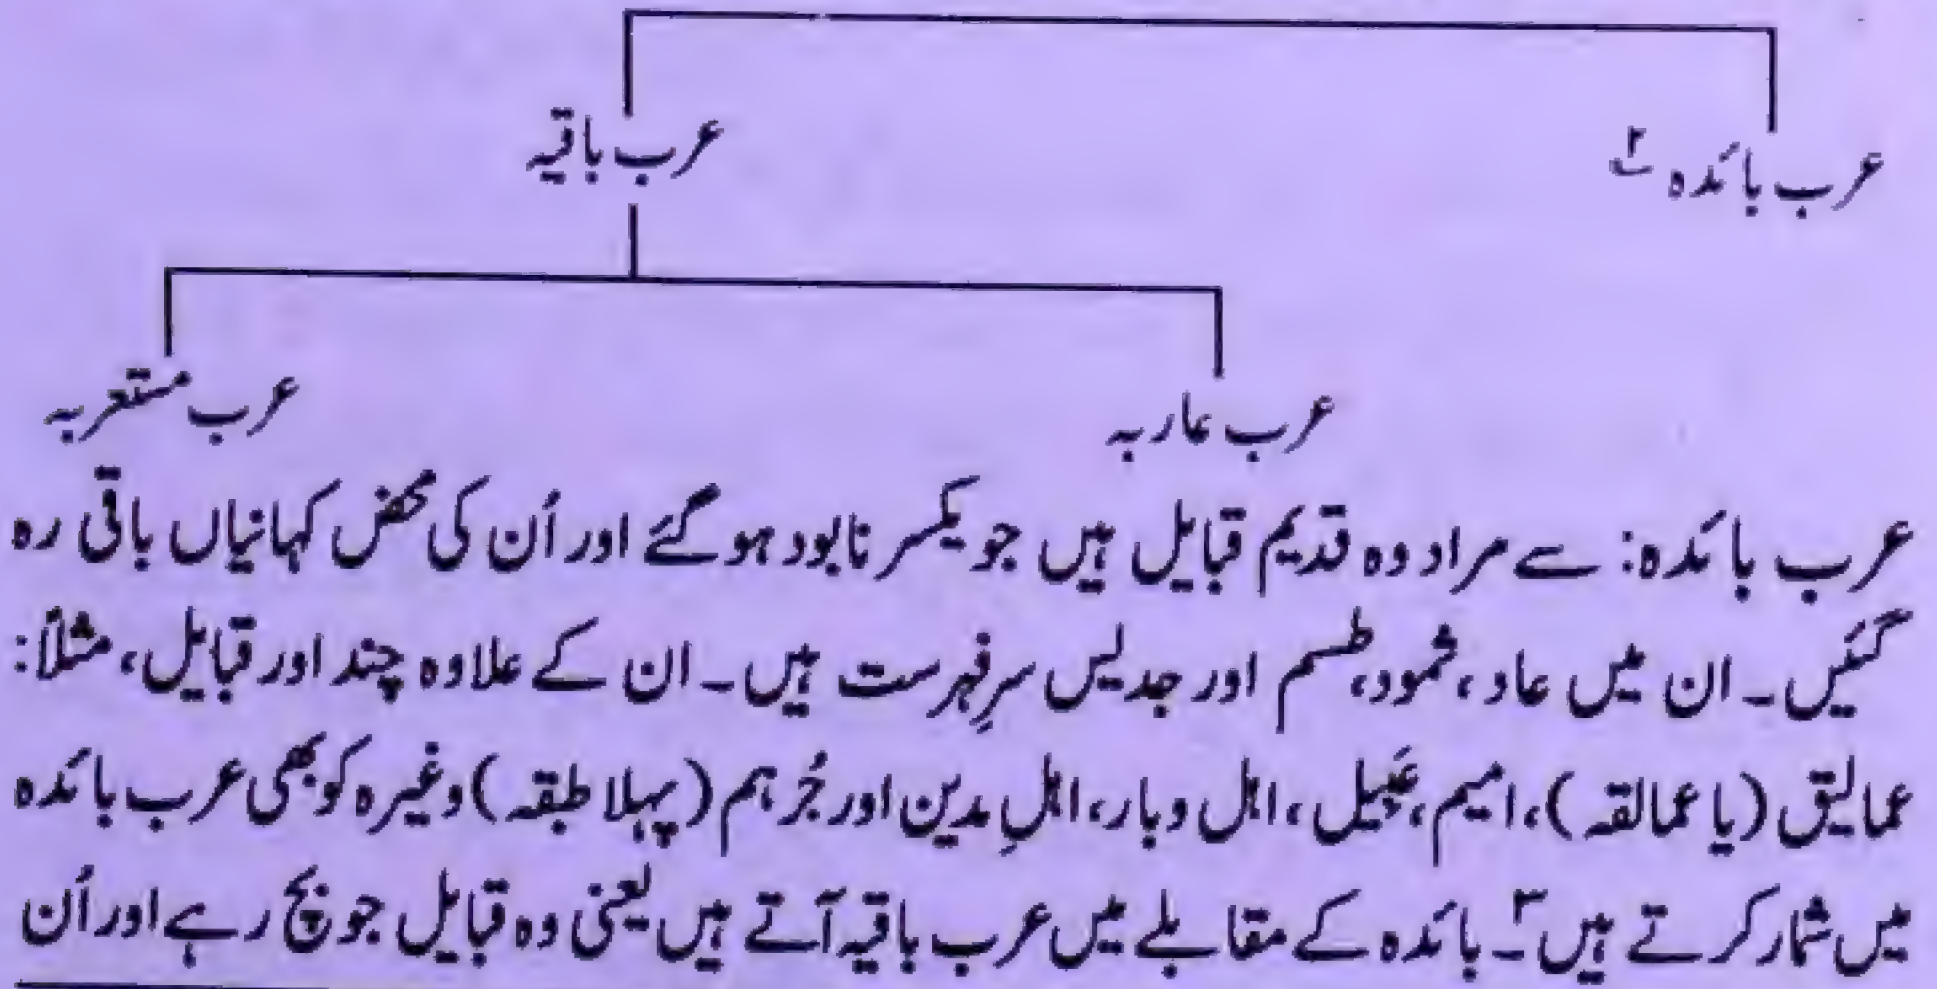 عرب بائدہ ۲
عرب باقیہ
عرب عاربہ
عرب مستعربہ
عرب بائدہ: سے مراد وہ قدیم قبایل ہیں جو یکسر نابود ہو گئے اور اُن کی محض کہانیاں باقی رہ
گئیں۔ ان میں عاد، ثمود، طسم اور جدیس سرِفہرست ہیں۔ ان کے علاوہ چند اور قبایل، مثلاً:
عمالیق (یا عمالقہ)، امیم، عَبِیل، اہل وبار، اہلِ مدین اور جُرہم (پہلا طبقہ) وغیرہ کو بھی عرب بائدہ
میں شمار کرتے ہیں۳۔ بائدہ کے مقابلے میں عرب باقیہ آتے ہیں یعنی وہ قبایل جو بچ رہے اور اُن